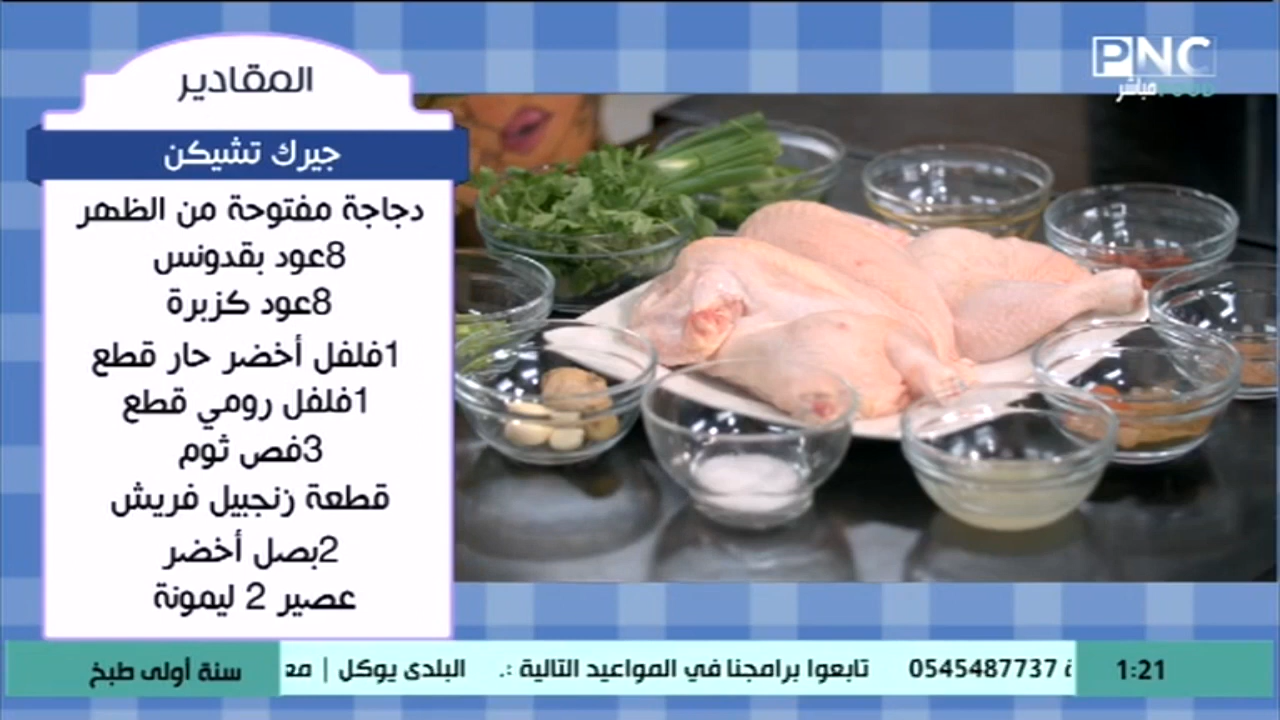 المقادير
PNC
FOOD مباشر
جيرك تشيكن
دجاجة مفتوحة من الظهر
8عود بقدونس
8عود كزبرة
1فلفل أخضر حار قطع
1فلفل رومي قطع
3فص ثوم
قطعة زنجبيل فريش
2بصل أخضر
عصير 2 ليمونة
1:21
0545487737 تابعوا برامجنا في المواعيد التالية :. البلدى يوكل | مع
سنة أولى طبخ